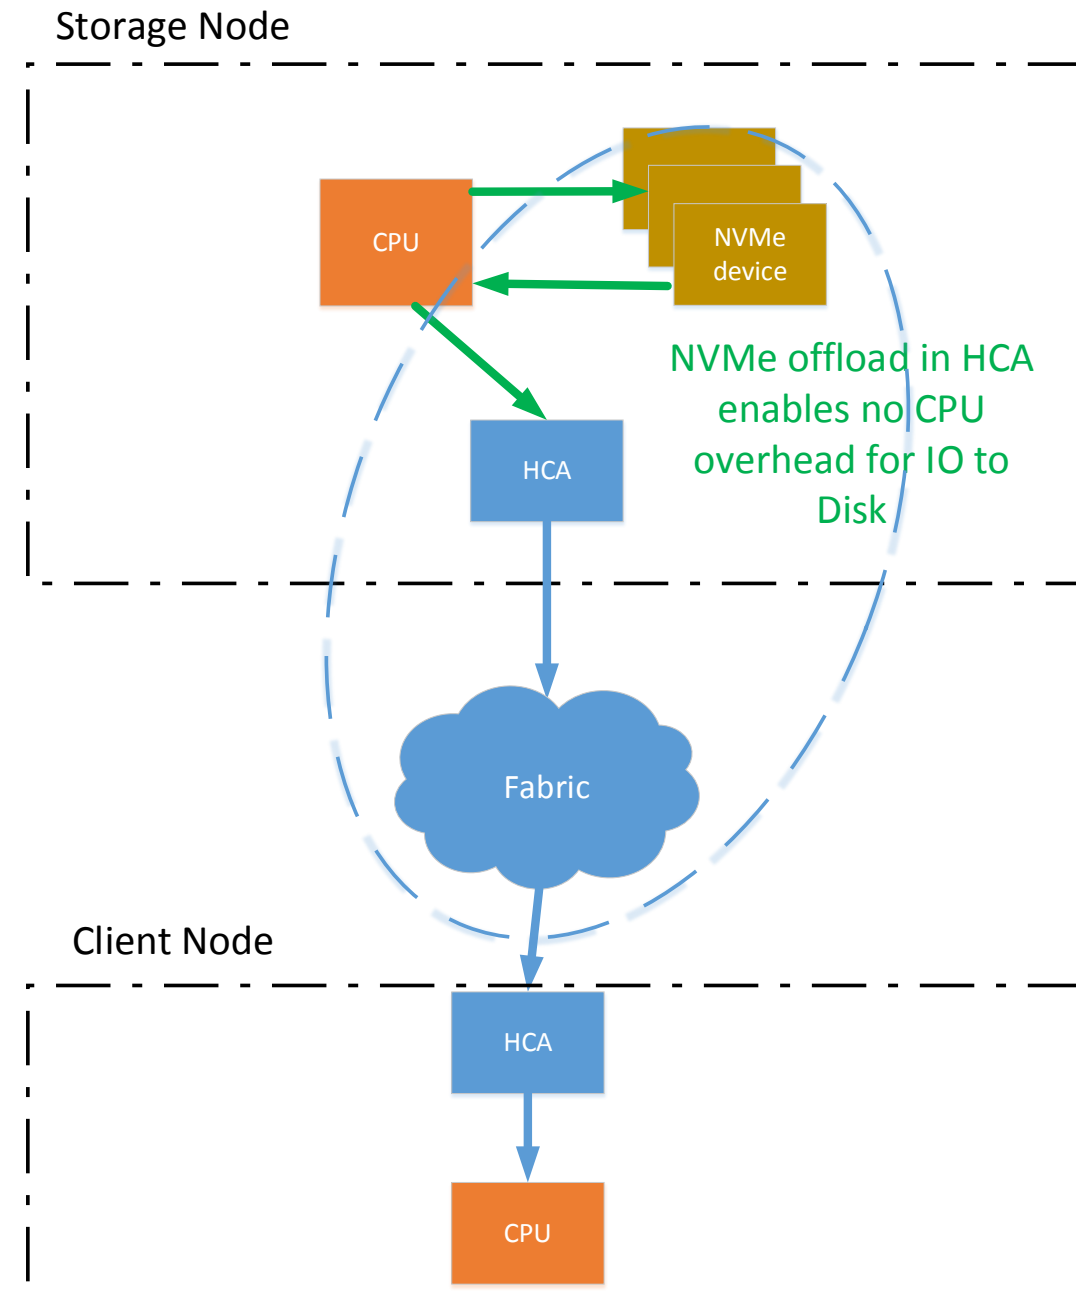 Storage Node
CPU
NVMe
device
NVMe offload in HCA
enables no CPU
overhead for IO to
Disk
HCA
Fabric
Client Node
HCA
CPU